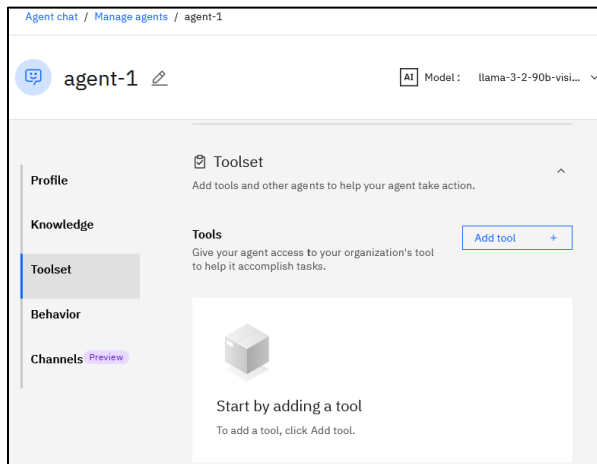 Agent chat / Manage agents / agent-1
agent-1
AI Model : llama-3-2-90b-visi...
Profile
Knowledge
Toolset
Behavior
Channels Preview
Toolset
Add tools and other agents to help your agent take action.
Tools
Give your agent access to your organization's tool
to help it accomplish tasks.
Add tool +
Start by adding a tool
To add a tool, click Add tool.